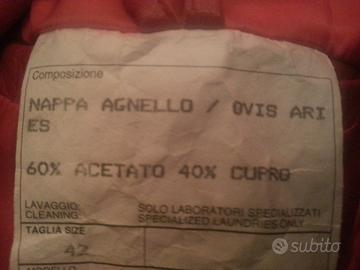 Composizione
NAPPA AGNELLO / OVIS ARI
ES
60% ACETATO 40% CUPRO
LAVAGGIO: SOLO LABORATORI SPECIALIZZATI
CLEANING: SPECIALIZED LAUNDRIES ONLY
TAGLIA SIZE
42
MODELLO
subito